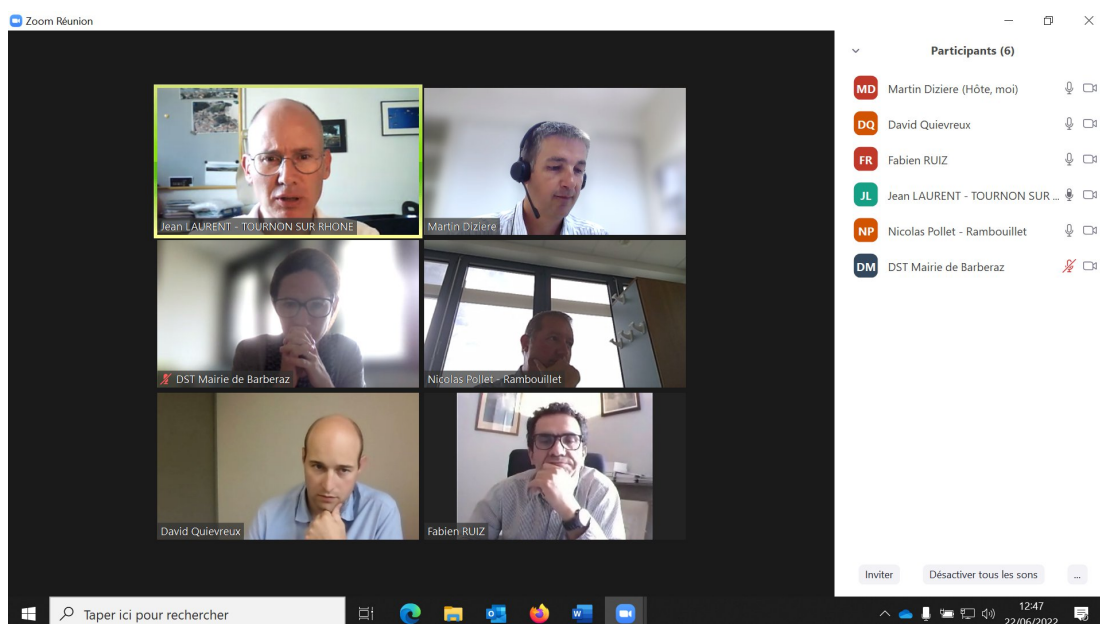 Zoom Réunion
Participants (6)
MD Martin Diziere (Hôte, moi)
DQ David Quievreux
FR Fabien RUIZ
JL Jean LAURENT - TOURNON SUR ...
NP Nicolas Pollet - Rambouillet
DM DST Mairie de Barberaz
Jean LAURENT - TOURNON SUR RHONE
Martin Diziere
DST Mairie de Barberaz
Nicolas Pollet - Rambouillet
David Quievreux
Fabien RUIZ
Inviter
Désactiver tous les sons
...
Taper ici pour rechercher
12:47
22/06/2022